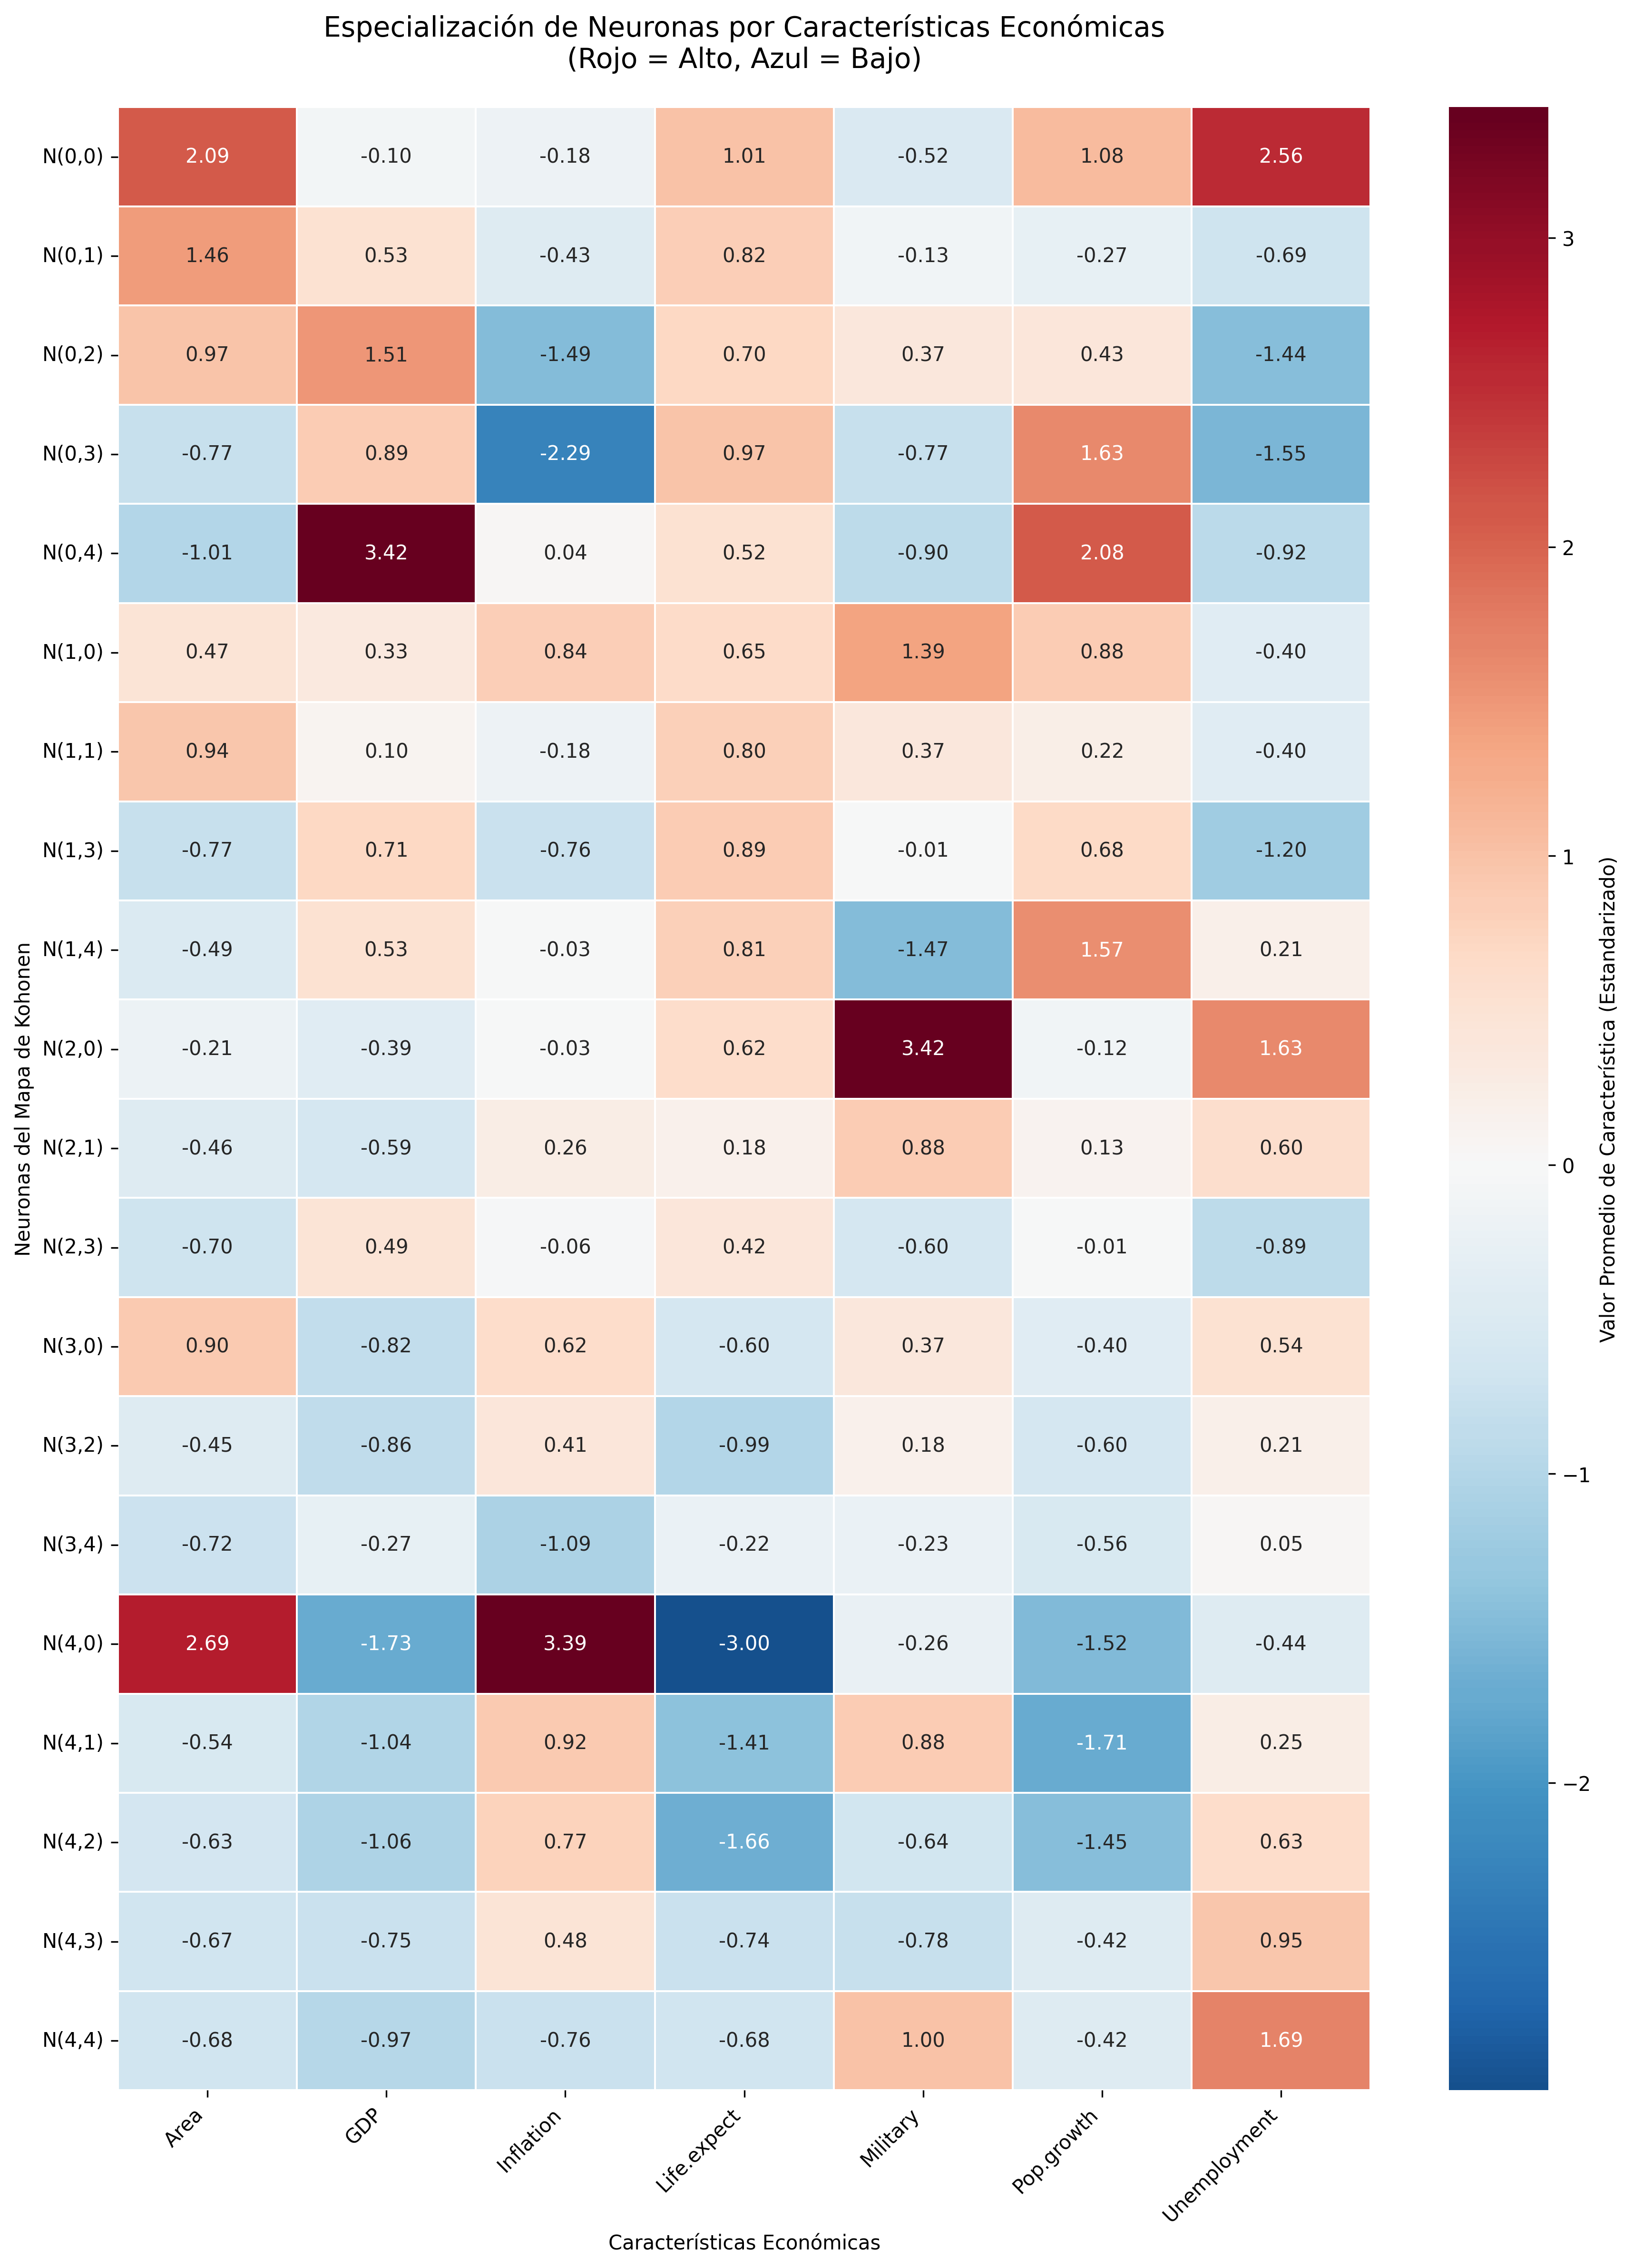 Especialización de Neuronas por Características Económicas
(Rojo = Alto, Azul = Bajo)
N(0,0) 2.09 -0.10 -0.18 1.01 -0.52 1.08 2.56
N(0,1) 1.46 0.53 -0.43 0.82 -0.13 -0.27 -0.69
N(0,2) 0.97 1.51 -1.49 0.70 0.37 0.43 -1.44
N(0,3) -0.77 0.89 -2.29 0.97 -0.77 1.63 -1.55
N(0,4) -1.01 3.42 0.04 0.52 -0.90 2.08 -0.92
N(1,0) 0.47 0.33 0.84 0.65 1.39 0.88 -0.40
N(1,1) 0.94 0.10 -0.18 0.80 0.37 0.22 -0.40
N(1,3) -0.77 0.71 -0.76 0.89 -0.01 0.68 -1.20
N(1,4) -0.49 0.53 -0.03 0.81 -1.47 1.57 0.21
N(2,0) -0.21 -0.39 -0.03 0.62 3.42 -0.12 1.63
N(2,1) -0.46 -0.59 0.26 0.18 0.88 0.13 0.60
N(2,3) -0.70 0.49 -0.06 0.42 -0.60 -0.01 -0.89
N(3,0) 0.90 -0.82 0.62 -0.60 0.37 -0.40 0.54
N(3,2) -0.45 -0.86 0.41 -0.99 0.18 -0.60 0.21
N(3,4) -0.72 -0.27 -1.09 -0.22 -0.23 -0.56 0.05
N(4,0) 2.69 -1.73 3.39 -3.00 -0.26 -1.52 -0.44
N(4,1) -0.54 -1.04 0.92 -1.41 0.88 -1.71 0.25
N(4,2) -0.63 -1.06 0.77 -1.66 -0.64 -1.45 0.63
N(4,3) -0.67 -0.75 0.48 -0.74 -0.78 -0.42 0.95
N(4,4) -0.68 -0.97 -0.76 -0.68 1.00 -0.42 1.69
Area GDP Inflation Life.expect Military Pop.growth Unemployment
Características Económicas
Neuronas del Mapa de Kohonen
3
2
1
0
−1
−2
Valor Promedio de Característica (Estandarizado)